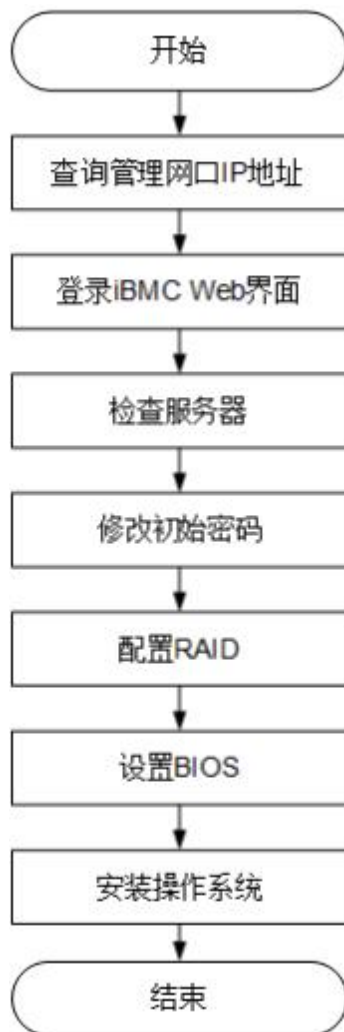 开始
查询管理网口IP地址
登录iBMC Web界面
检查服务器
修改初始密码
配置RAID
设置BIOS
安装操作系统
结束